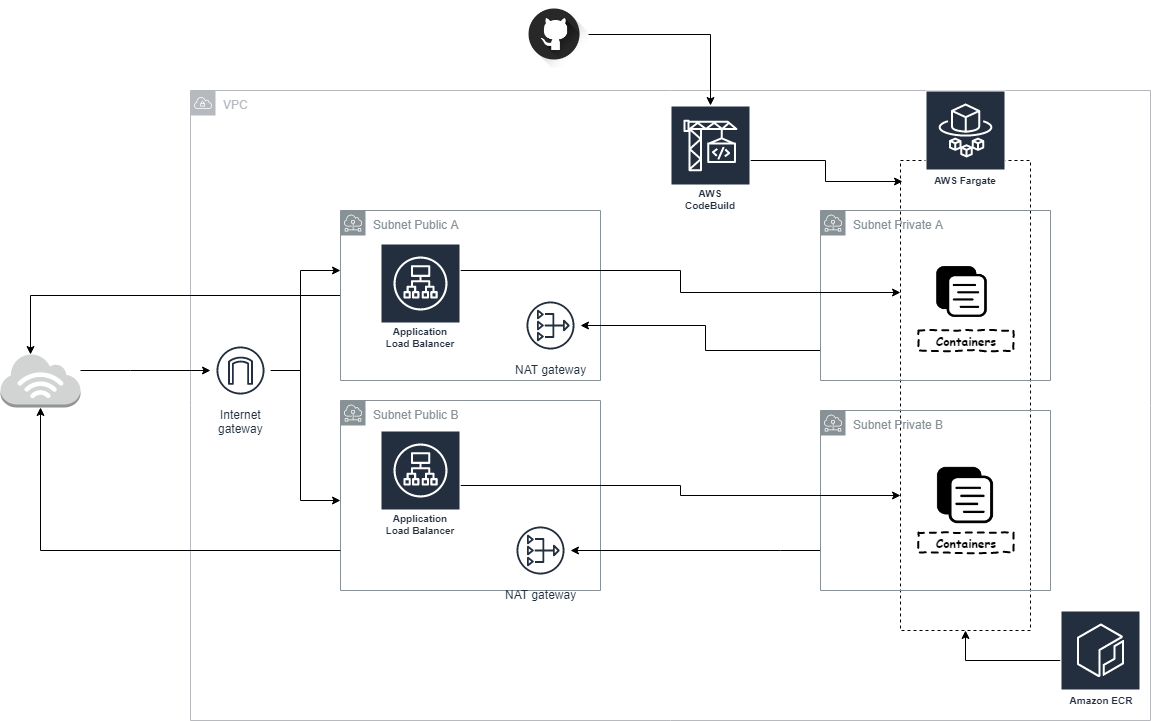 VPC
AWS Fargate
AWS
CodeBuild
Subnet Public A
Subnet Private A
Application
Load Balancer
Containers
NAT gateway
Internet
gateway
Subnet Public B
Subnet Private B
Application
Load Balancer
Containers
NAT gateway
Amazon ECR